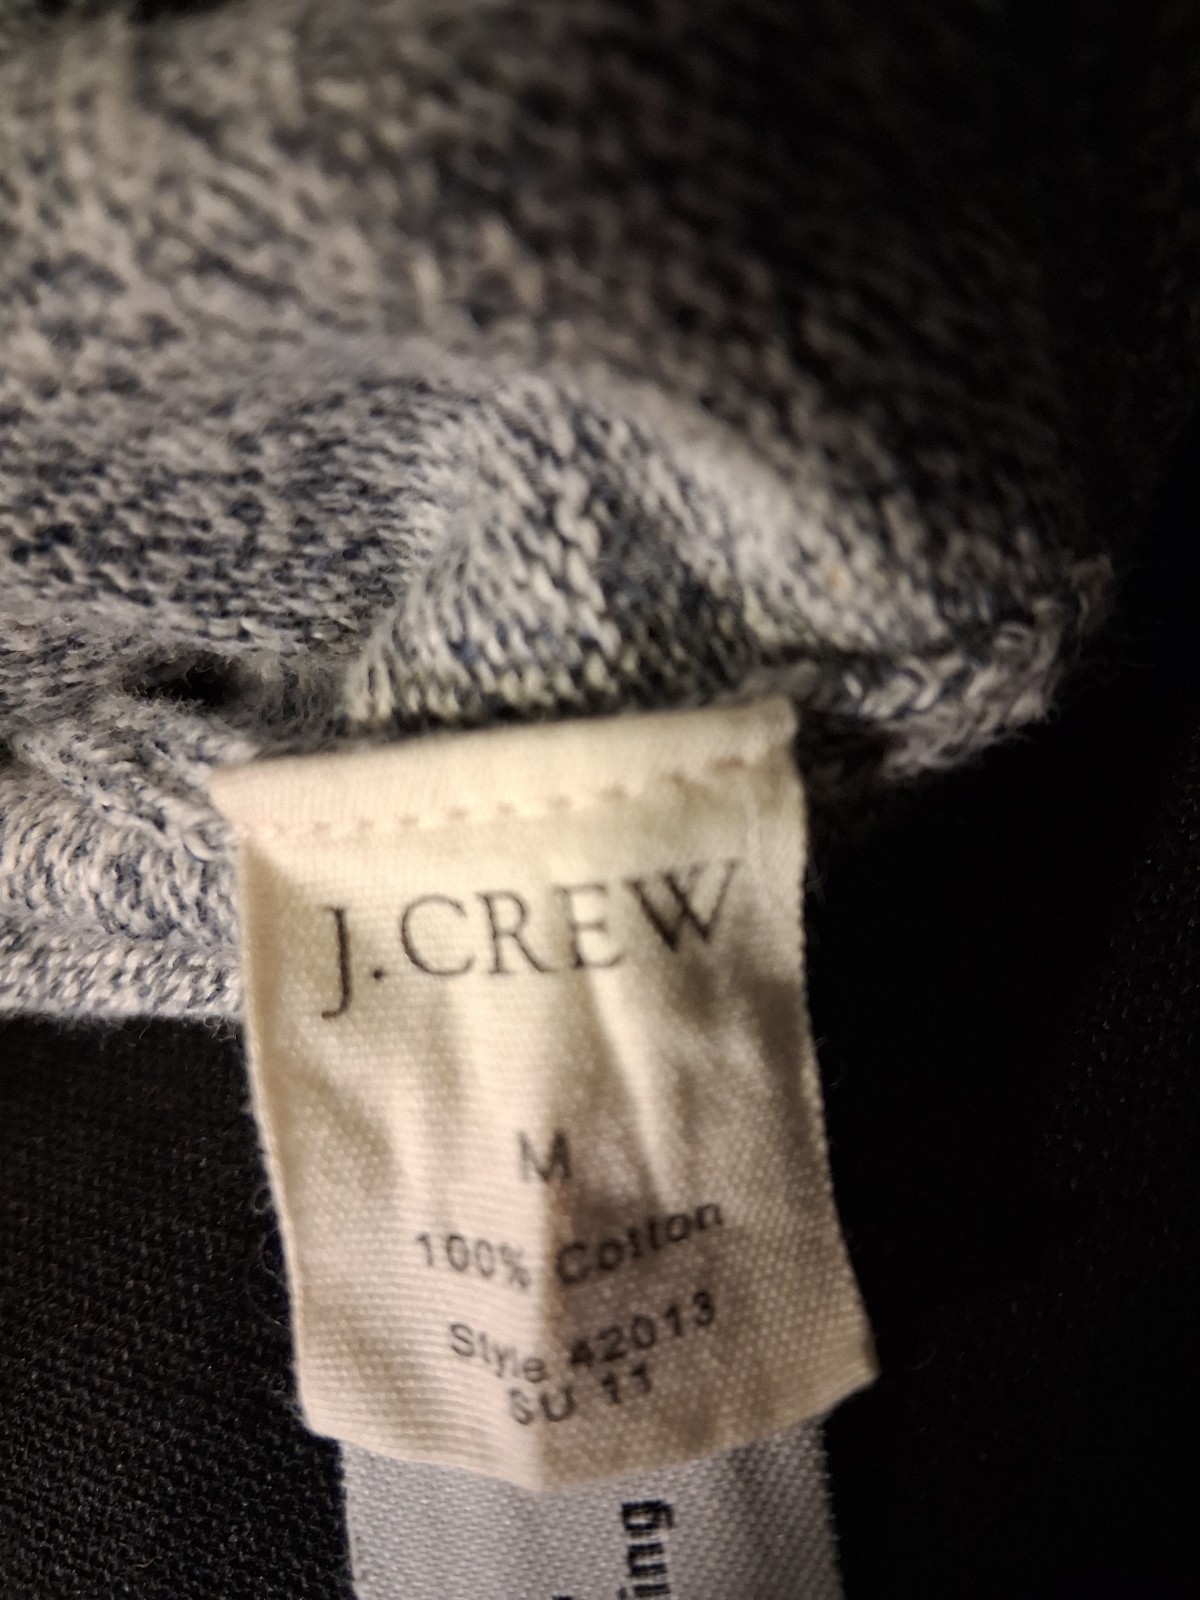 J.CREW
M
100% Cotton
Style 42013
SU 11